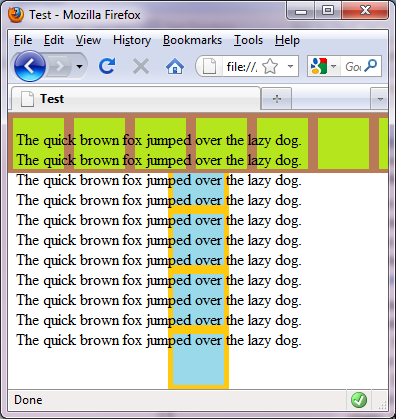 Test - Mozilla Firefox
File Edit View History Bookmarks Tools Help
file:/.
Goo
Test
The quick brown fox jumped over the lazy dog.
The quick brown fox jumped over the lazy dog.
The quick brown fox jumped over the lazy dog.
The quick brown fox jumped over the lazy dog.
The quick brown fox jumped over the lazy dog.
The quick brown fox jumped over the lazy dog.
The quick brown fox jumped over the lazy dog.
The quick brown fox jumped over the lazy dog.
The quick brown fox jumped over the lazy dog.
The quick brown fox jumped over the lazy dog.
The quick brown fox jumped over the lazy dog.
Done